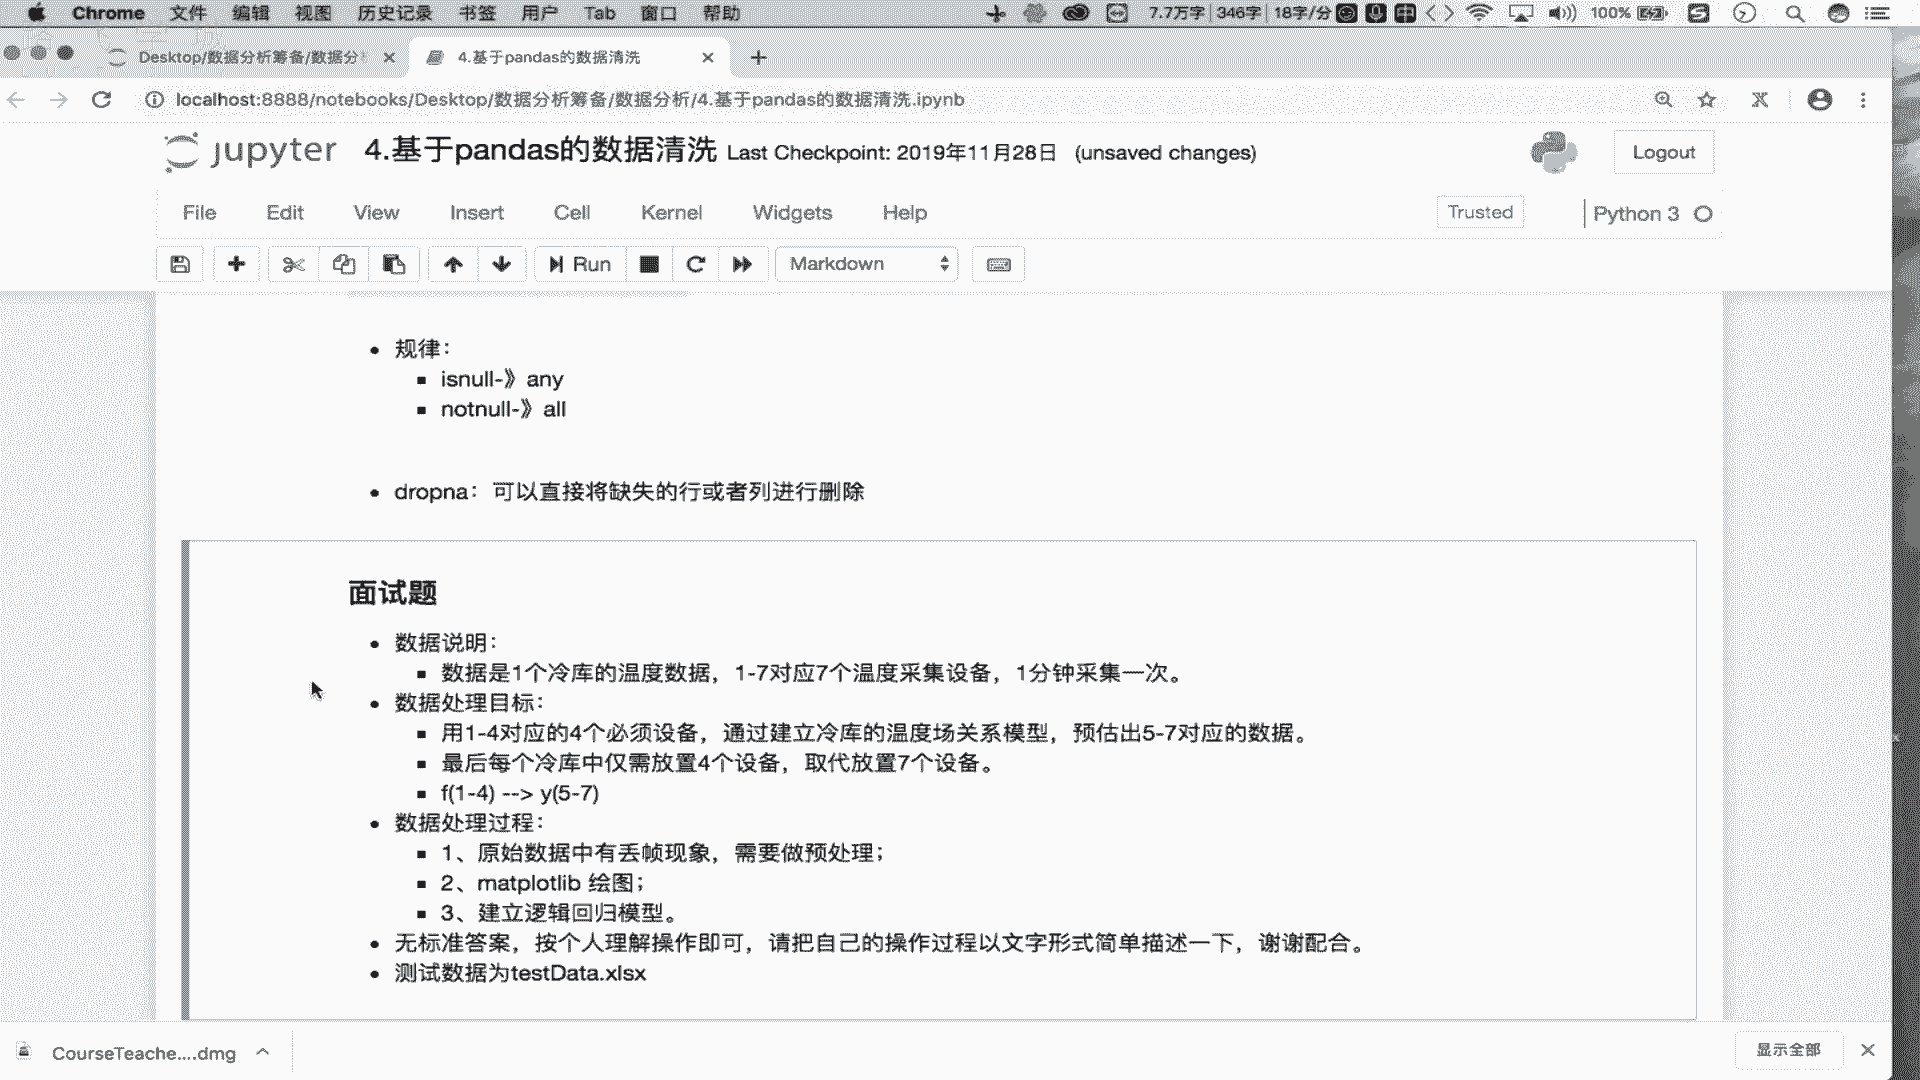 Chrome 文件 编辑 视图 历史记录 书签 用户 Tab 窗口 帮助 7.7万字 346字 18字/分 100%
Desktop/数据分析筹备/数据分 4.基于pandas的数据清洗
localhost:8888/notebooks/Desktop/数据分析筹备/数据分析/4.基于pandas的数据清洗.ipynb
jupyter 4.基于pandas的数据清洗 Last Checkpoint: 2019年11月28日 (unsaved changes) Logout
File Edit View Insert Cell Kernel Widgets Help Trusted Python 3
Run Markdown
规律：
isnull-》any
notnull-》all
dropna：可以直接将缺失的行或者列进行删除
面试题
数据说明：
数据是1个冷库的温度数据，1-7对应7个温度采集设备，1分钟采集一次。
数据处理目标：
用1-4对应的4个必须设备，通过建立冷库的温度场关系模型，预估出5-7对应的数据。
最后每个冷库中仅需放置4个设备，取代放置7个设备。
f(1-4) --> y(5-7)
数据处理过程：
1、原始数据中有丢帧现象，需要做预处理；
2、matplotlib 绘图；
3、建立逻辑回归模型。
无标准答案，按个人理解操作即可，请把自己的操作过程以文字形式简单描述一下，谢谢配合。
测试数据为testData.xlsx
CourseTeache....dmg 显示全部